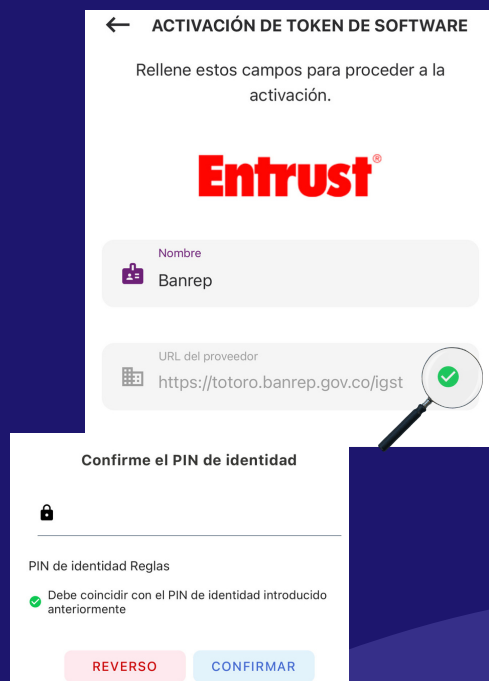 ACTIVACIÓN DE TOKEN DE SOFTWARE
Rellene estos campos para proceder a la
activación.
Entrust®
Nombre
Banrep
URL del proveedor
https://totoro.banrep.gov.co/igst
Confirme el PIN de identidad
PIN de identidad Reglas
Debe coincidir con el PIN de identidad introducido
anteriormente
REVERSO CONFIRMAR